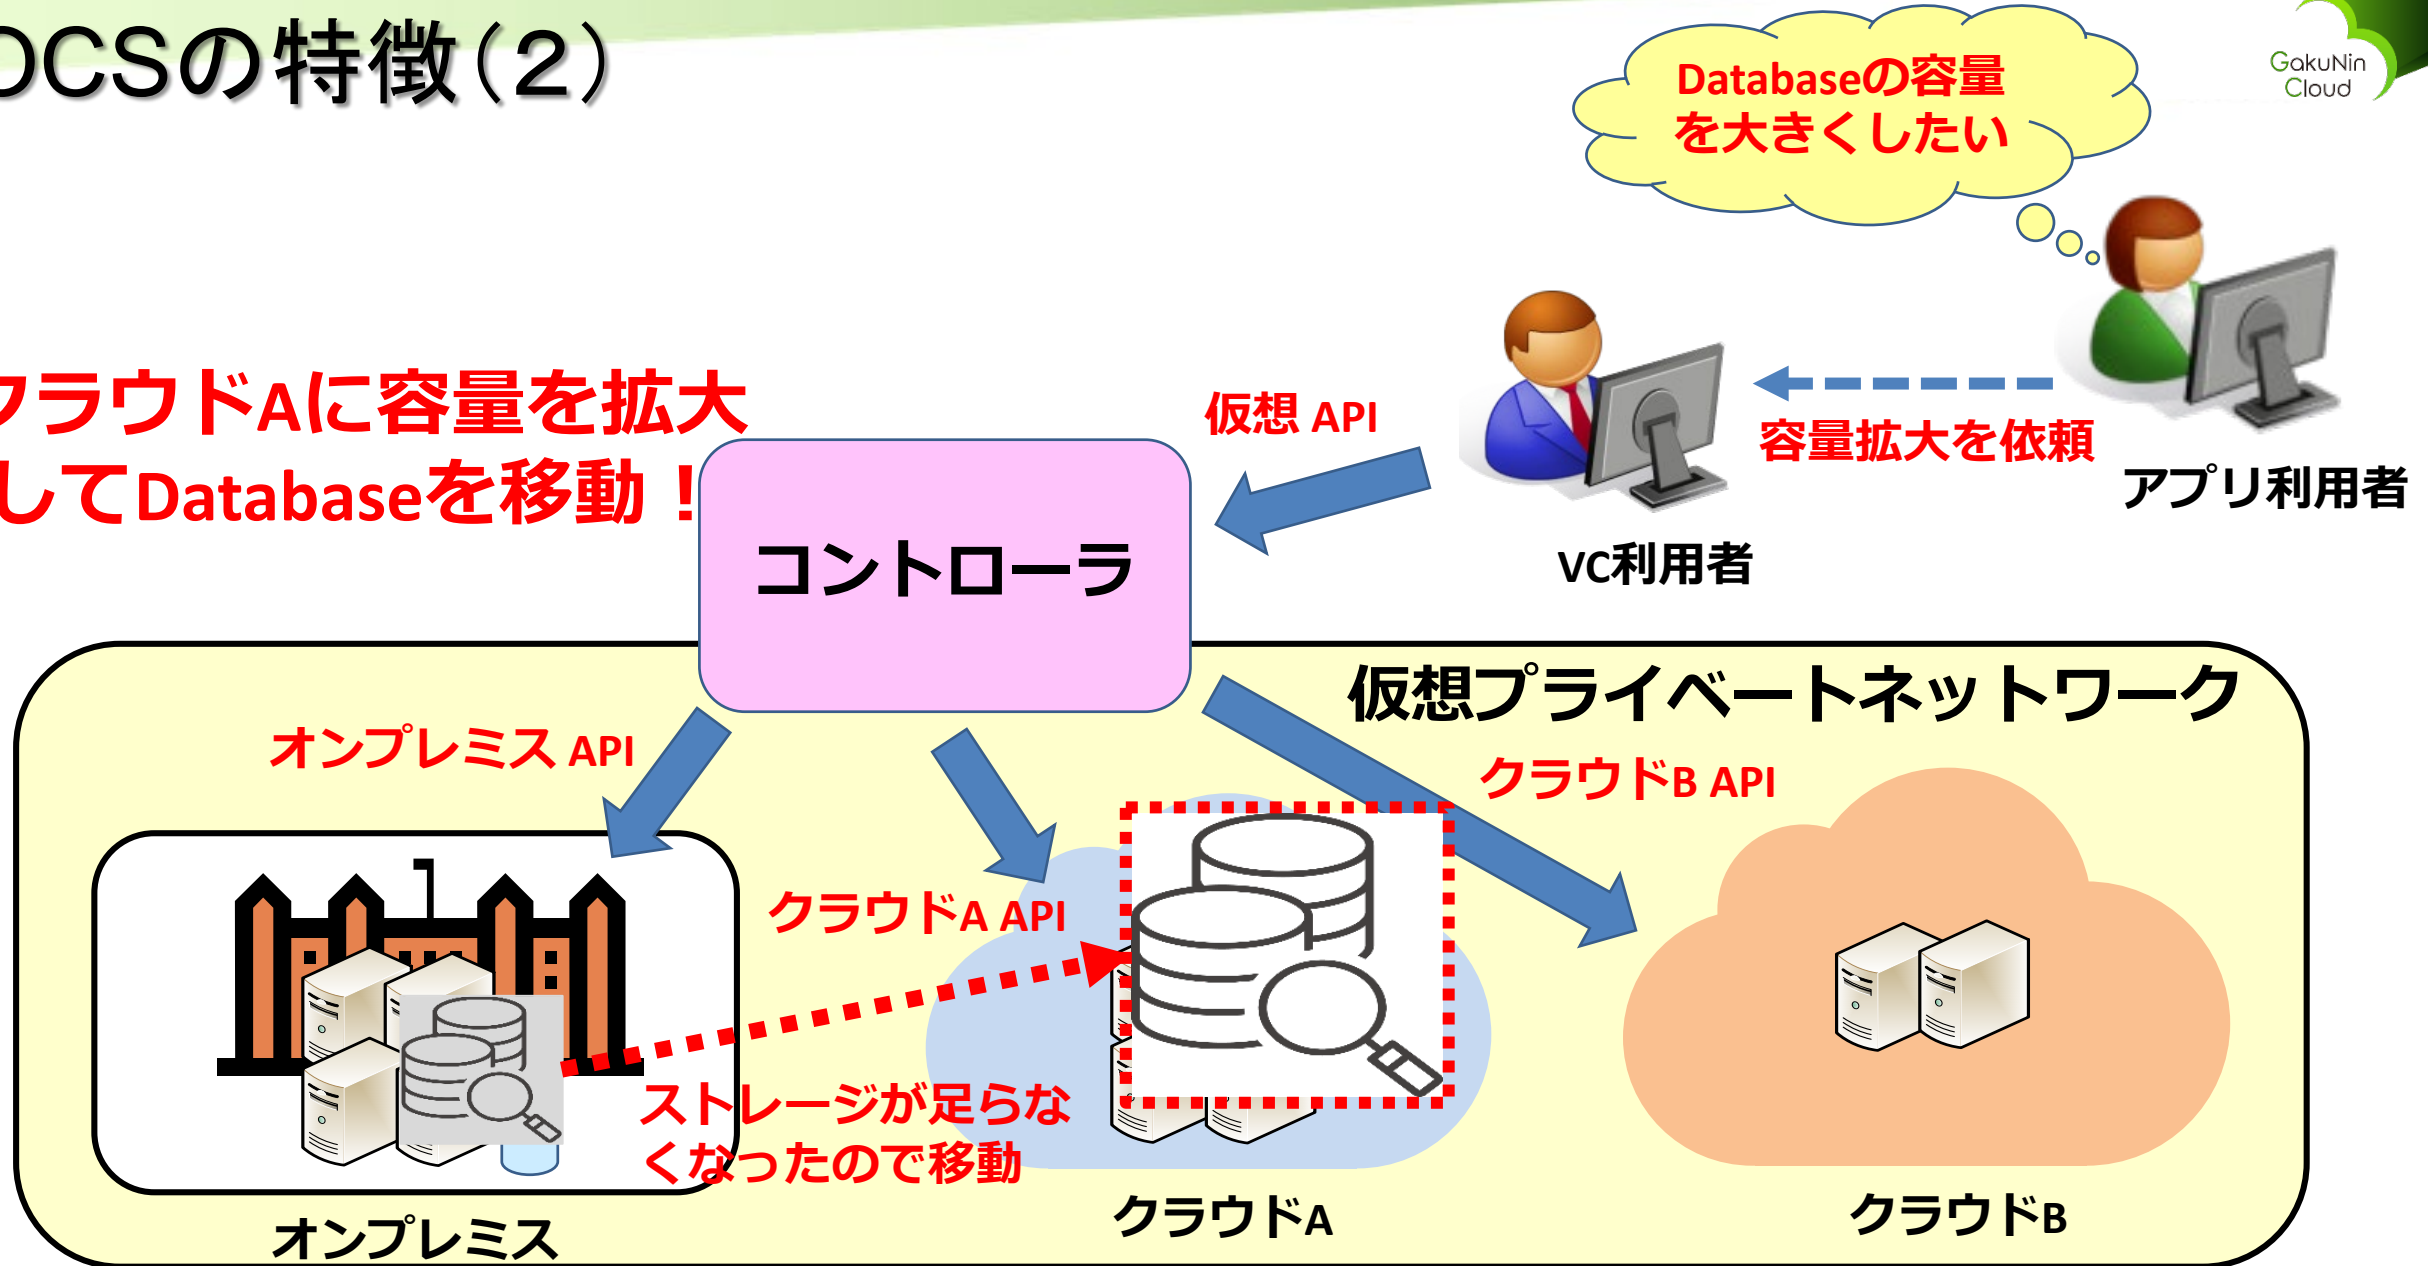 OCSの特徴(2)
GakuNin
Cloud
Databaseの容量
を大きくしたい
クラウドAに容量を拡大
してDatabaseを移動！
仮想 API
容量拡大を依頼
アプリ利用者
VC利用者
コントローラ
仮想プライベートネットワーク
オンプレミス API
クラウドB API
クラウドA API
ストレージが足らな
くなったので移動
オンプレミス
クラウドA
クラウドB